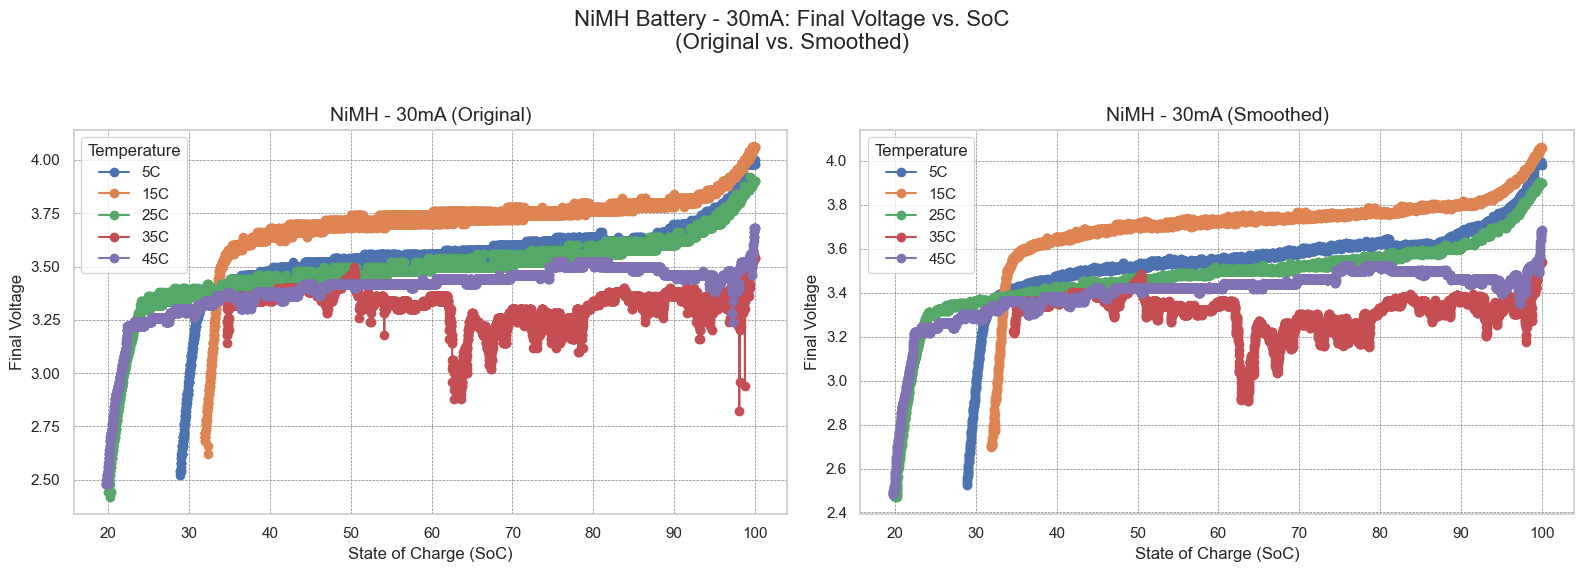 NiMH Battery - 30mA: Final Voltage vs. SoC
(Original vs. Smoothed)
NiMH - 30mA (Original)
Temperature
5C
15C
25C
35C
45C
4.00
3.75
3.50
3.25
3.00
2.75
2.50
Final Voltage
20 30 40 50 60 70 80 90 100
State of Charge (SoC)
NiMH - 30mA (Smoothed)
Temperature
5C
15C
25C
35C
45C
4.0
3.8
3.6
3.4
3.2
3.0
2.8
2.6
2.4
Final Voltage
20 30 40 50 60 70 80 90 100
State of Charge (SoC)